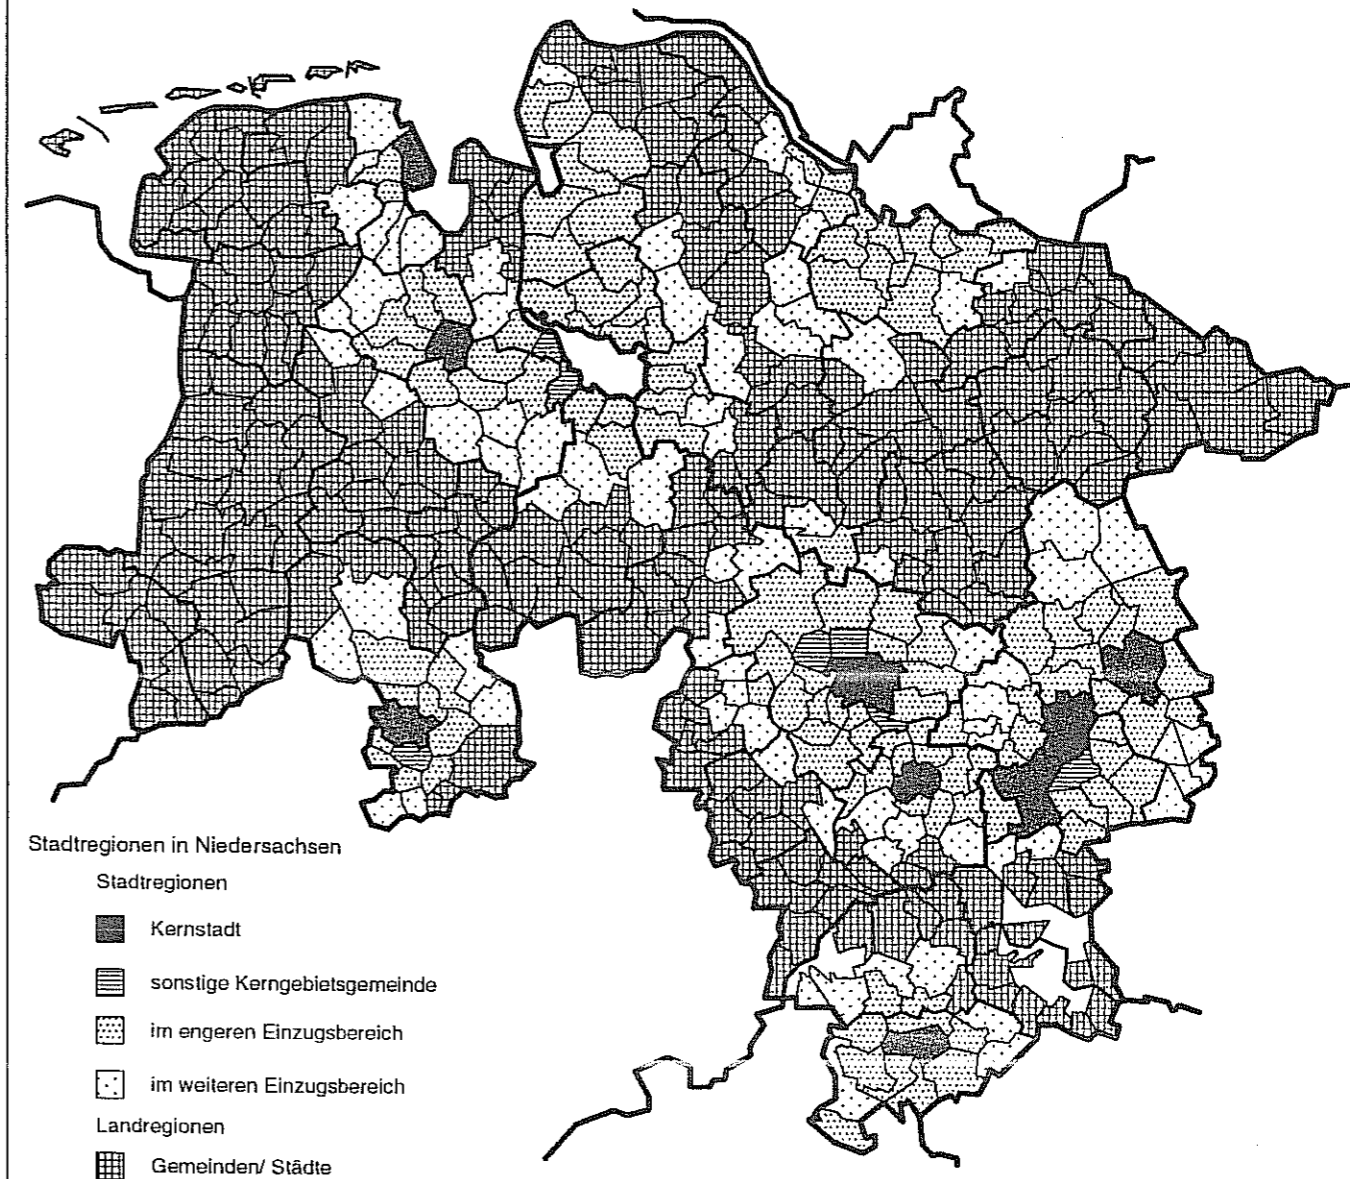 Stadtregionen in Niedersachsen
Stadtregionen
Kernstadt
sonstige Kerngebietsgemeinde
im engeren Einzugsbereich
im weiteren Einzugsbereich
Landregionen
Gemeinden/ Städte